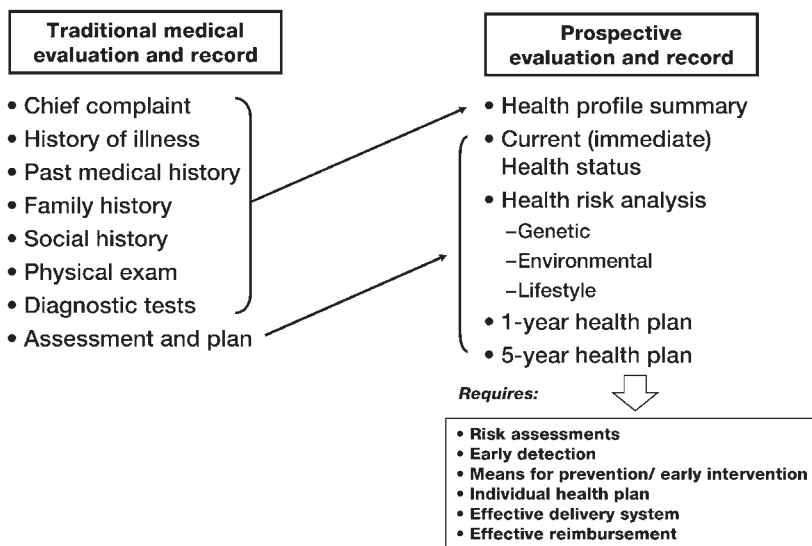 Traditional medical
evaluation and record
• Chief complaint
• History of illness
• Past medical history
• Family history
• Social history
• Physical exam
• Diagnostic tests
• Assessment and plan
Prospective
evaluation and record
• Health profile summary
• Current (immediate)
Health status
• Health risk analysis
–Genetic
–Environmental
–Lifestyle
• 1-year health plan
• 5-year health plan
Requires:
• Risk assessments
• Early detection
• Means for prevention/ early intervention
• Individual health plan
• Effective delivery system
• Effective reimbursement